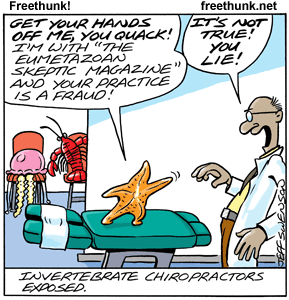 Freethunk! freethunk.net
GET YOUR HANDS
OFF ME, YOU QUACK!
I'M WITH "THE
EUMETAZOAN
SKEPTIC MAGAZINE"
AND YOUR PRACTICE
IS A FRAUD!
IT'S NOT
TRUE!
YOU
LIE!
JEFF SWENSON
INVERTEBRATE CHIROPRACTORS
EXPOSED.